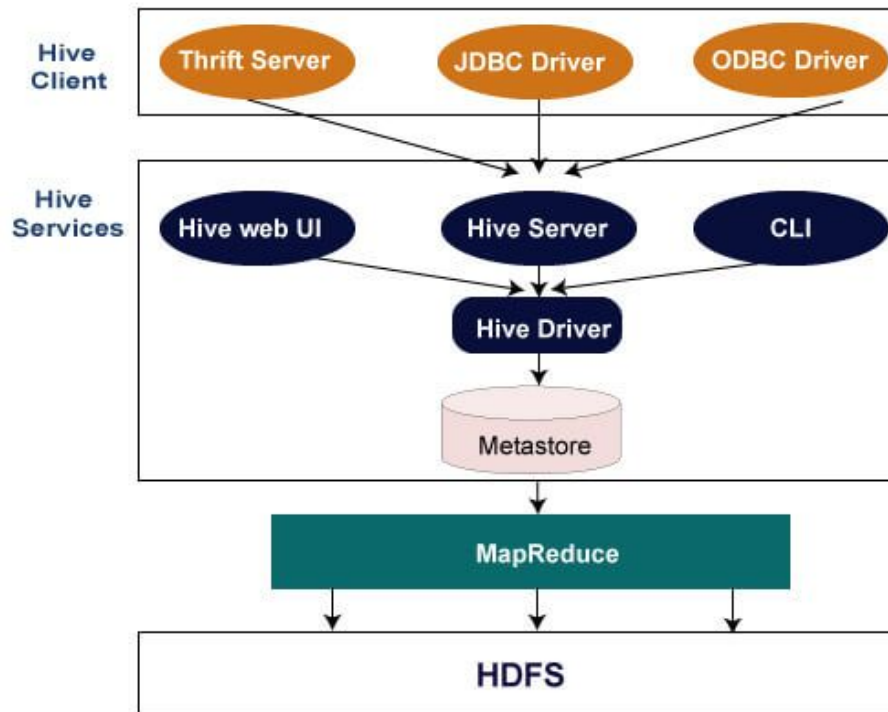 Hive
Client
Thrift Server
JDBC Driver
ODBC Driver
Hive
Services
Hive web UI
Hive Server
CLI
Hive Driver
Metastore
MapReduce
HDFS